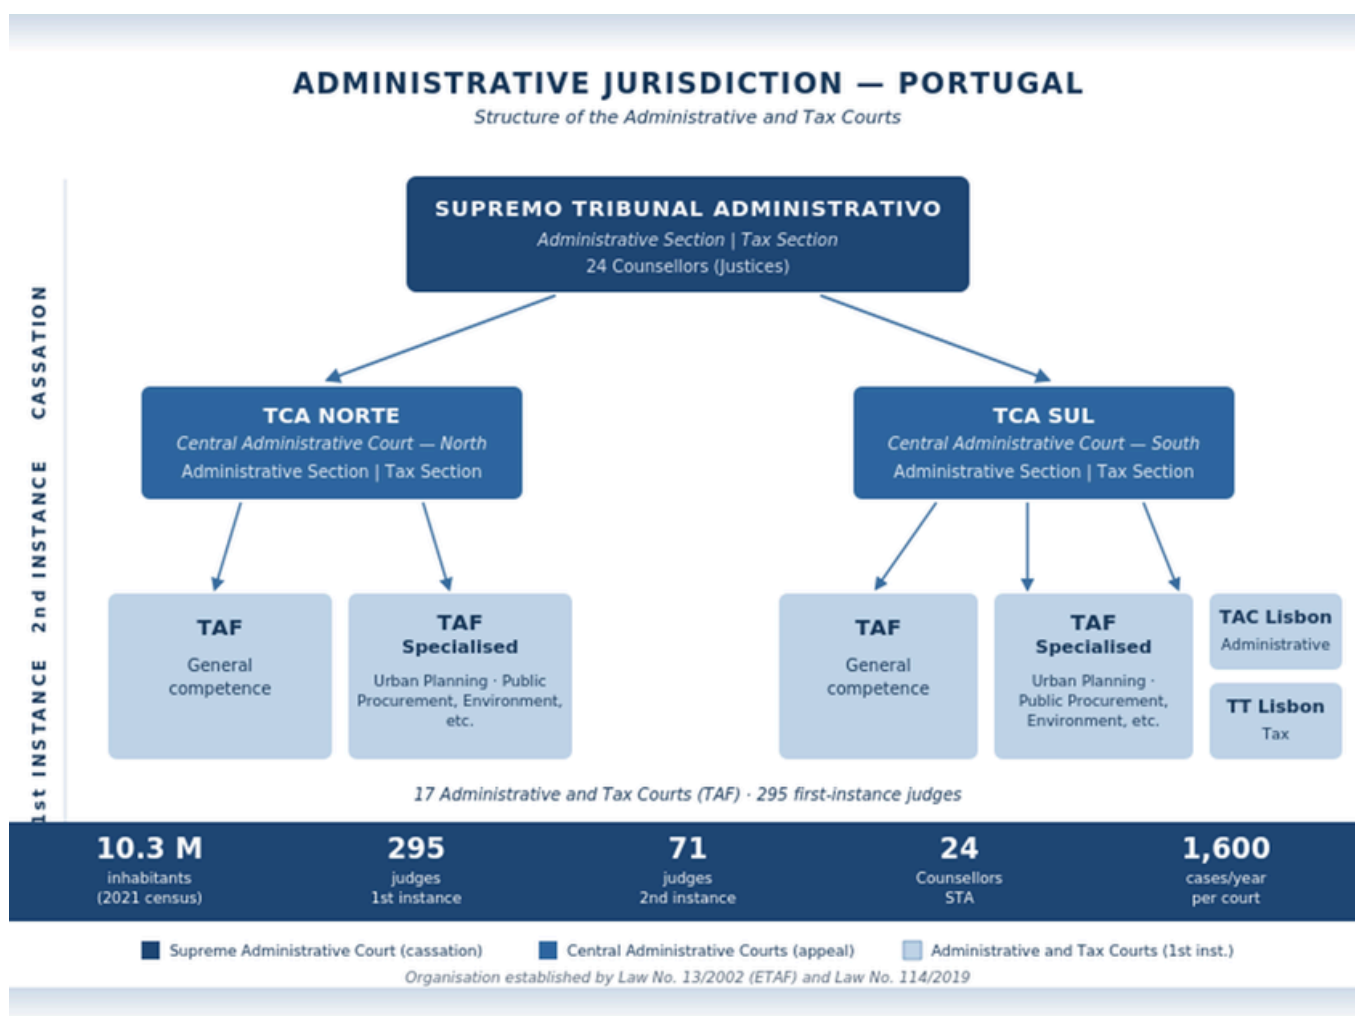 ADMINISTRATIVE JURISDICTION — PORTUGAL
Structure of the Administrative and Tax Courts
SUPREMO TRIBUNAL ADMINISTRATIVO
Administrative Section | Tax Section
24 Counsellors (Justices)
CASSATION
TCA NORTE
Central Administrative Court — North
Administrative Section | Tax Section
TCA SUL
Central Administrative Court — South
Administrative Section | Tax Section
2nd INSTANCE
TAF
General
competence
TAF
Specialised
Urban Planning · Public
Procurement, Environment,
etc.
TAF
General
competence
TAF
Specialised
Urban Planning ·
Public Procurement,
Environment, etc.
TAC Lisbon
Administrative
TT Lisbon
Tax
1st INSTANCE
17 Administrative and Tax Courts (TAF) · 295 first-instance judges
10.3 M
inhabitants
(2021 census)
295
judges
1st instance
71
judges
2nd instance
24
Counsellors
STA
1,600
cases/year
per court
Supreme Administrative Court (cassation)
Central Administrative Courts (appeal)
Administrative and Tax Courts (1st inst.)
Organisation established by Law No. 13/2002 (ETAF) and Law No. 114/2019